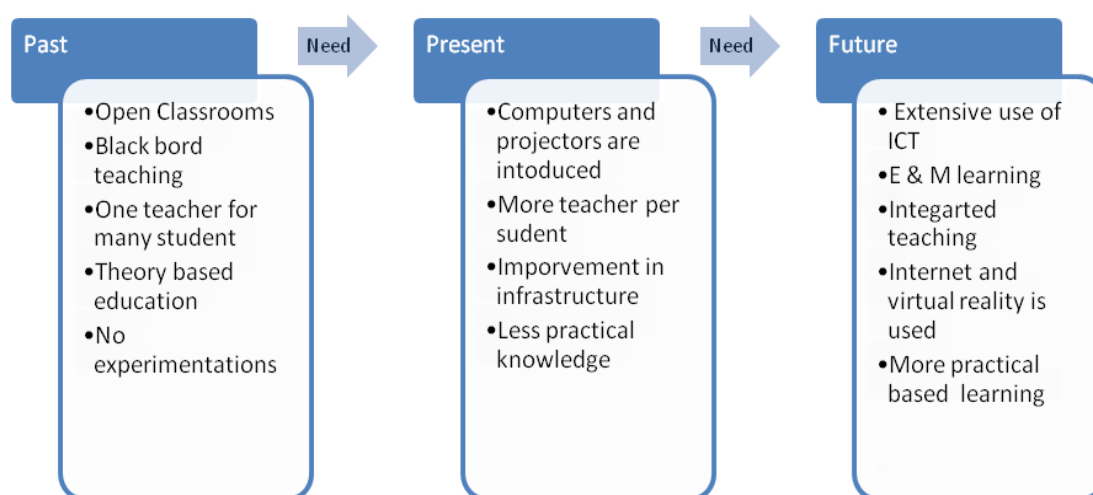 Past
Need
Present
Need
Future
•Open Classrooms
•Black bord
teaching
•One teacher for
many student
•Theory based
education
•No
experimentations
•Computers and
projectors are
intoduced
•More teacher per
sudent
•Imporvement in
infrastructure
•Less practical
knowledge
• Extensive use of
ICT
•E & M learning
•Integarted
teaching
•Internet and
virtual reality is
used
•More practical
based learning